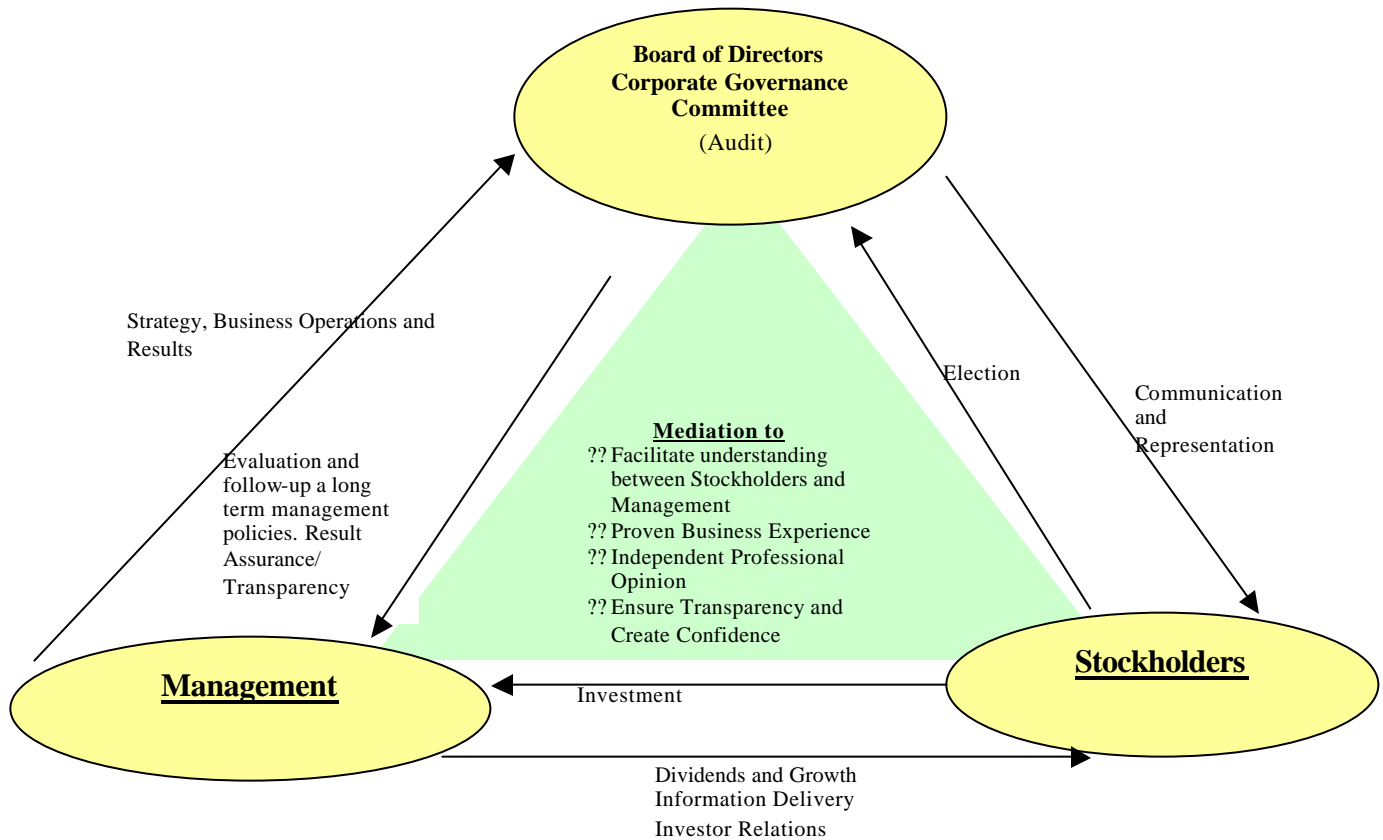 Board of Directors
Corporate Governance
Committee
(Audit)
Strategy, Business Operations and
Results
Election
Communication
and
Representation
Evaluation and
follow-up a long
term management
policies. Result
Assurance/
Transparency
Mediation to
?? Facilitate understanding
between Stockholders and
Management
?? Proven Business Experience
?? Independent Professional
Opinion
?? Ensure Transparency and
Create Confidence
Management
Stockholders
Investment
Dividends and Growth
Information Delivery
Investor Relations